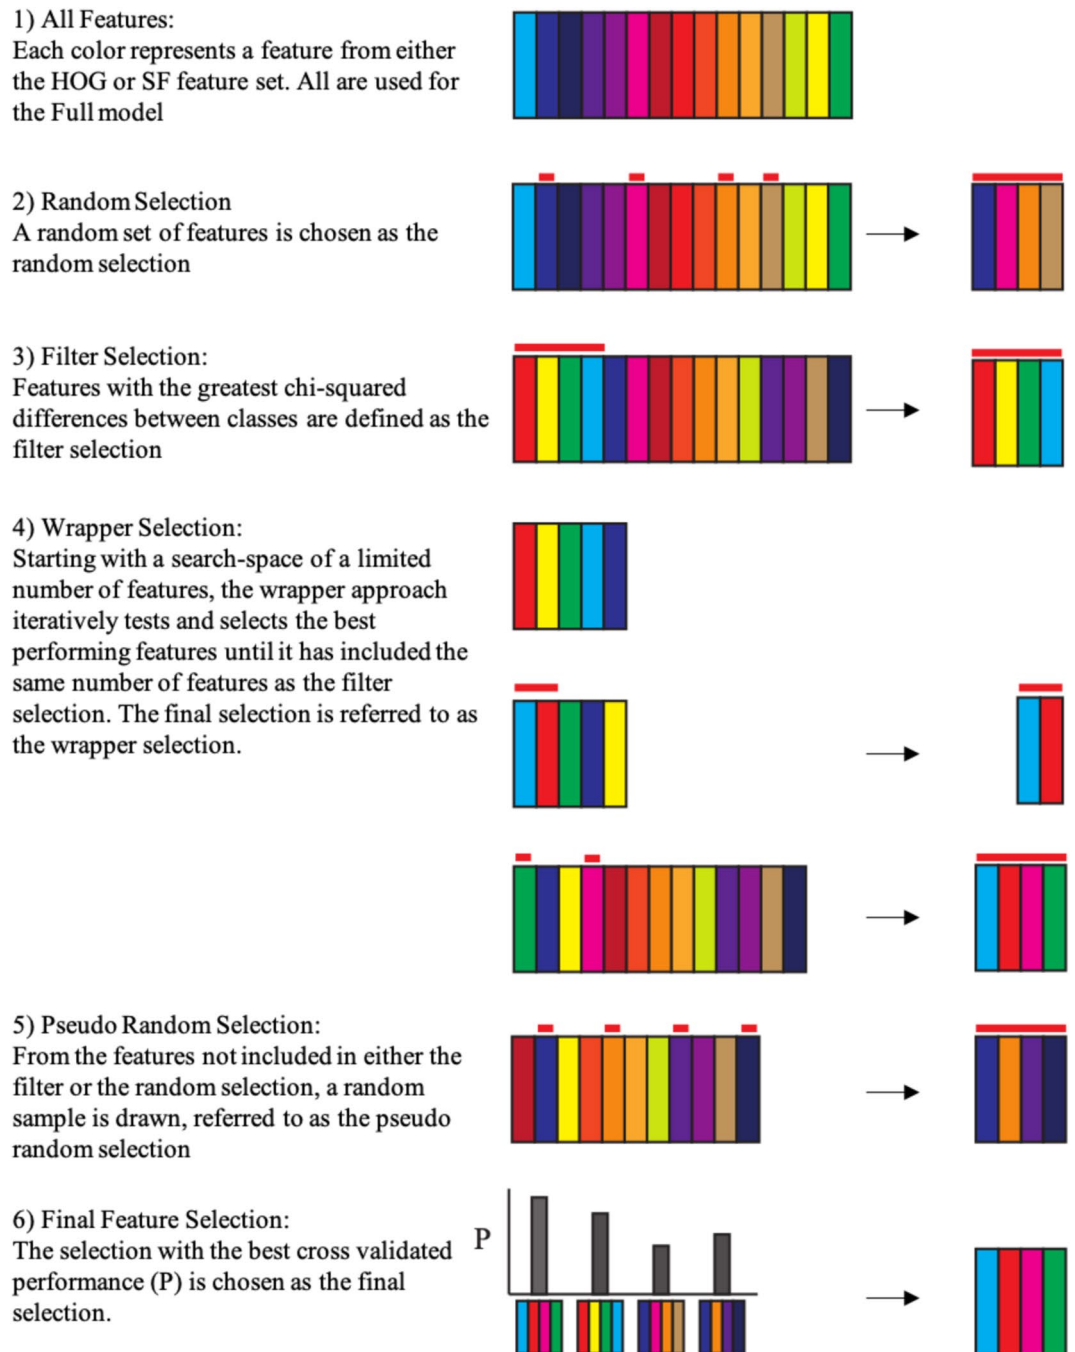 1) All Features:
Each color represents a feature from either
the HOG or SF feature set. All are used for
the Full model
2) Random Selection
A random set of features is chosen as the
random selection
3) Filter Selection:
Features with the greatest chi-squared
differences between classes are defined as the
filter selection
4) Wrapper Selection:
Starting with a search-space of a limited
number of features, the wrapper approach
iteratively tests and selects the best
performing features until it has included the
same number of features as the filter
selection. The final selection is referred to as
the wrapper selection.
5) Pseudo Random Selection:
From the features not included in either the
filter or the random selection, a random
sample is drawn, referred to as the pseudo
random selection
6) Final Feature Selection:
The selection with the best cross validated
performance (P) is chosen as the final
selection.
P